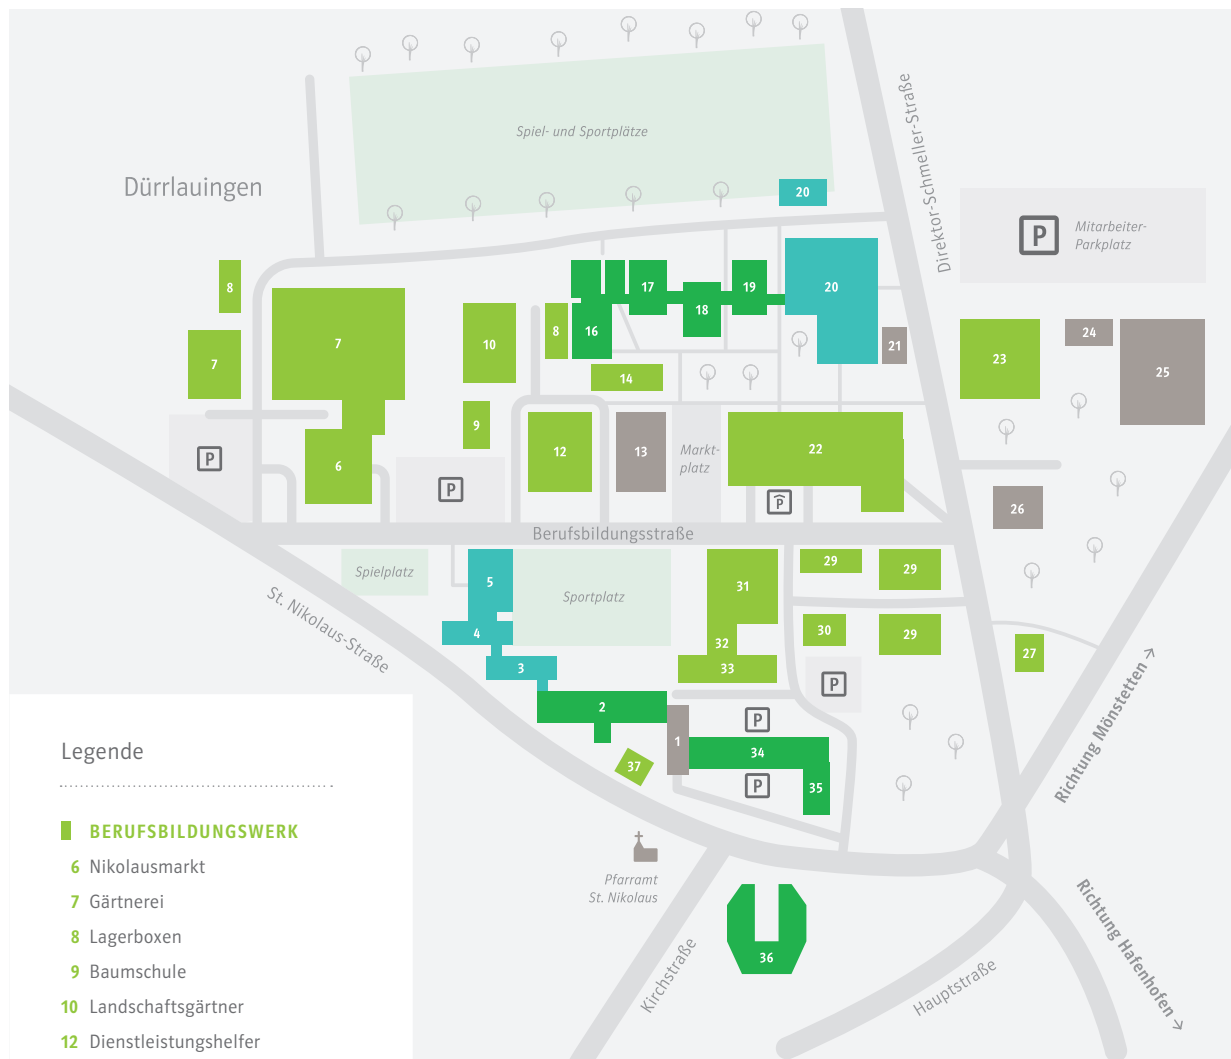 Spiel- und Sportplätze
Direktor-Schmeller-Straße
Dürrlauingen
20
P
Mitarbeiter-
Parkplatz
8
17
19
20
18
7
7
10
8
16
21
24
23
25
14
9
6
12
13
Markt-
platz
22
P
P
P
26
Berufsbildungsstraße
Spielplatz
5
Sportplatz
31
29
29
St. Nikolaus-Straße
4
32
30
29
3
33
27
P
2
P
1
34
37
P
35
Richtung Mönstetten
Legende
BERUFSBILDUNGSWERK
6 Nikolausmarkt
7 Gärtnerei
8 Lagerboxen
9 Baumschule
10 Landschaftsgärtner
12 Dienstleistungshelfer
Pfarramt
St. Nikolaus
36
Kirchstraße
Hauptstraße
Richtung Hafenhofen